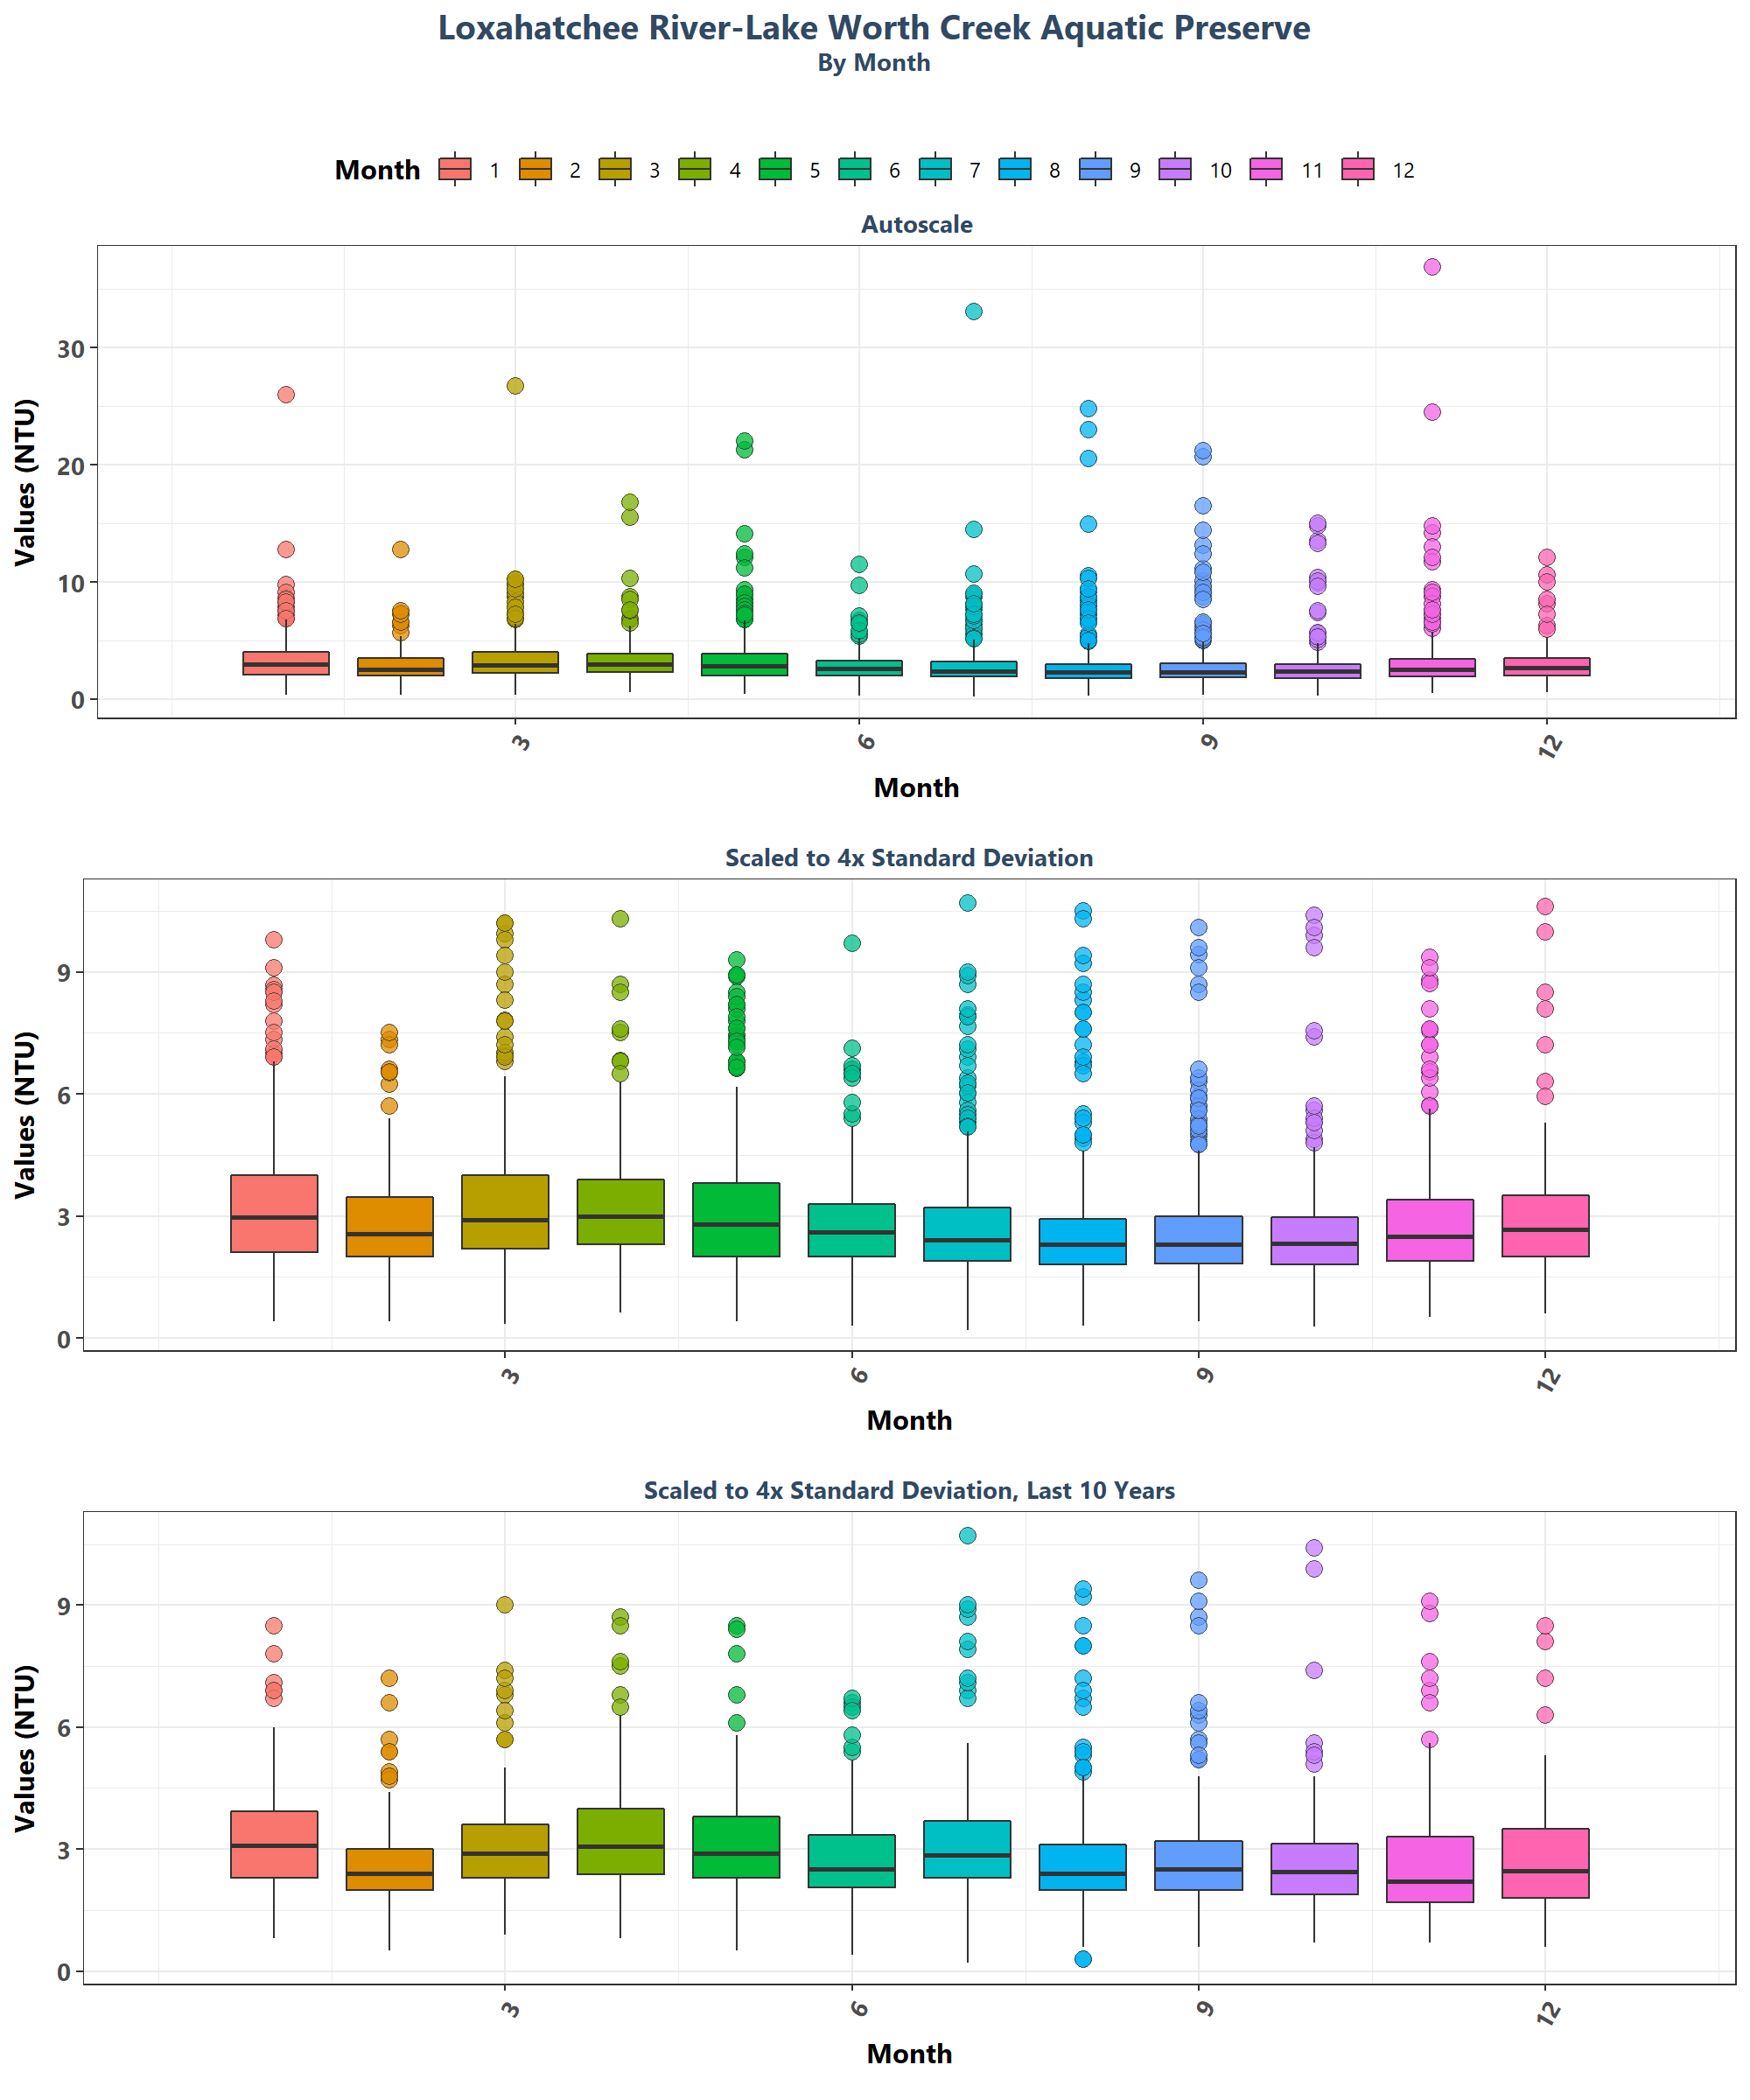 Loxahatchee River-Lake Worth Creek Aquatic Preserve
By Month
Month 1 2 3 4 5 6 7 8 9 10 11 12
Autoscale
Values (NTU)
30
20
10
0
3 6 9 12
Month
Scaled to 4x Standard Deviation
Values (NTU)
9
6
3
0
3 6 9 12
Month
Scaled to 4x Standard Deviation, Last 10 Years
Values (NTU)
9
6
3
0
3 6 9 12
Month